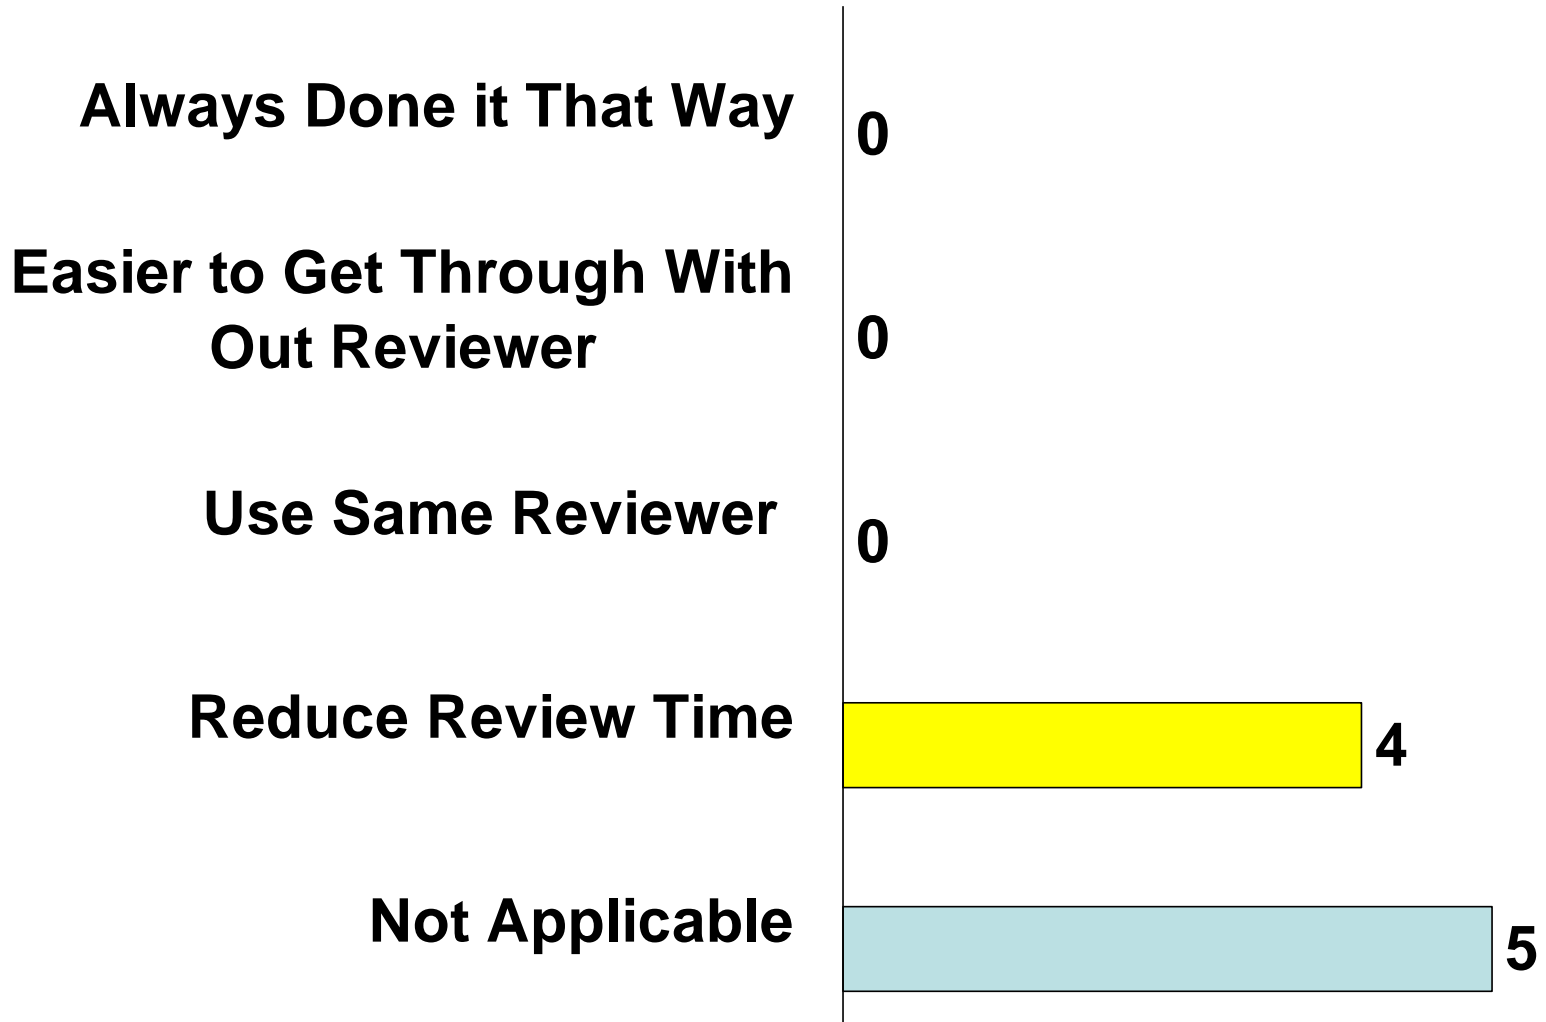 Always Done it That Way
0
Easier to Get Through With
Out Reviewer
0
Use Same Reviewer
0
Reduce Review Time
4
Not Applicable
5